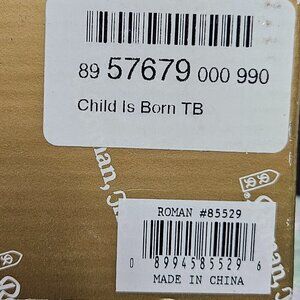 89 57679 000 990
Child Is Born TB
ROMAN #85529
0 89945 85529 6
MADE IN CHINA